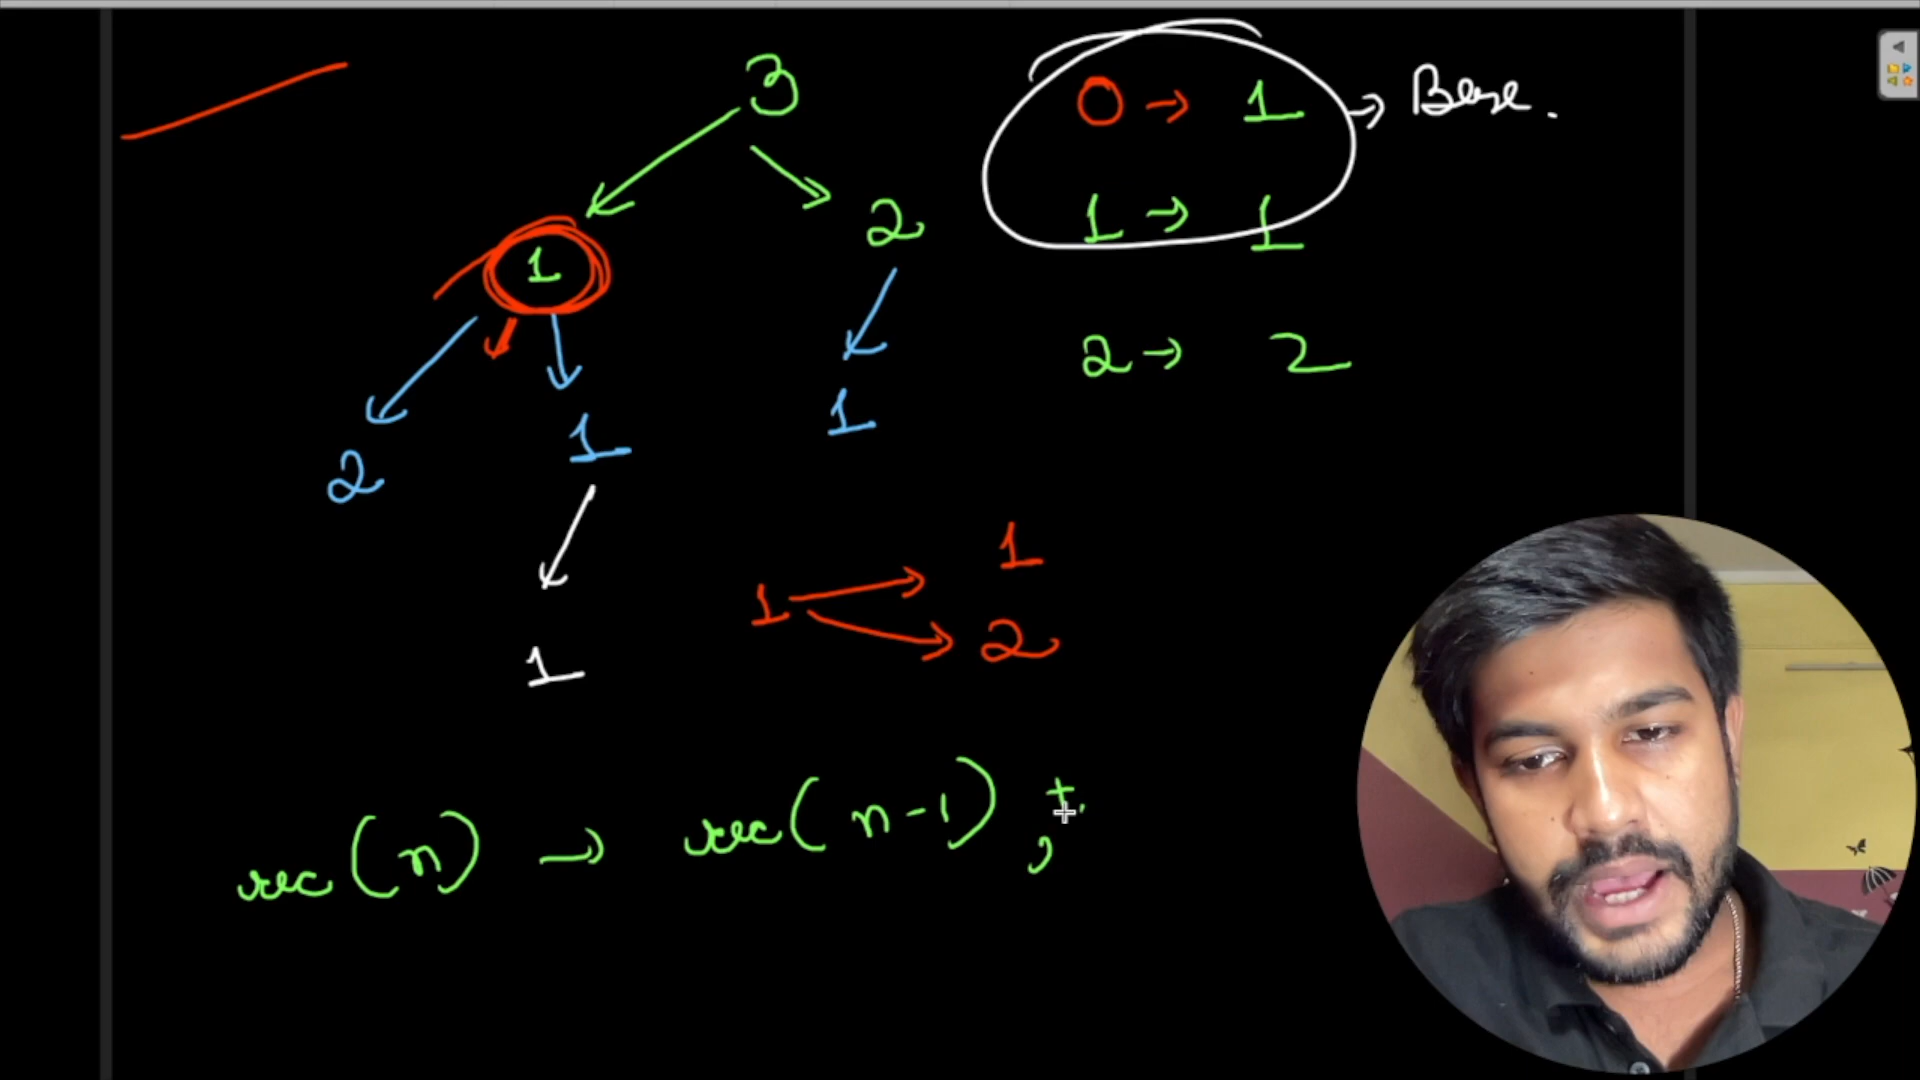 3
0 → 1
→ Base.
1 → 1
1
2
2 → 2
2
1
1
1
1 → 1
→ 2
rec(n) → rec(n-1), +